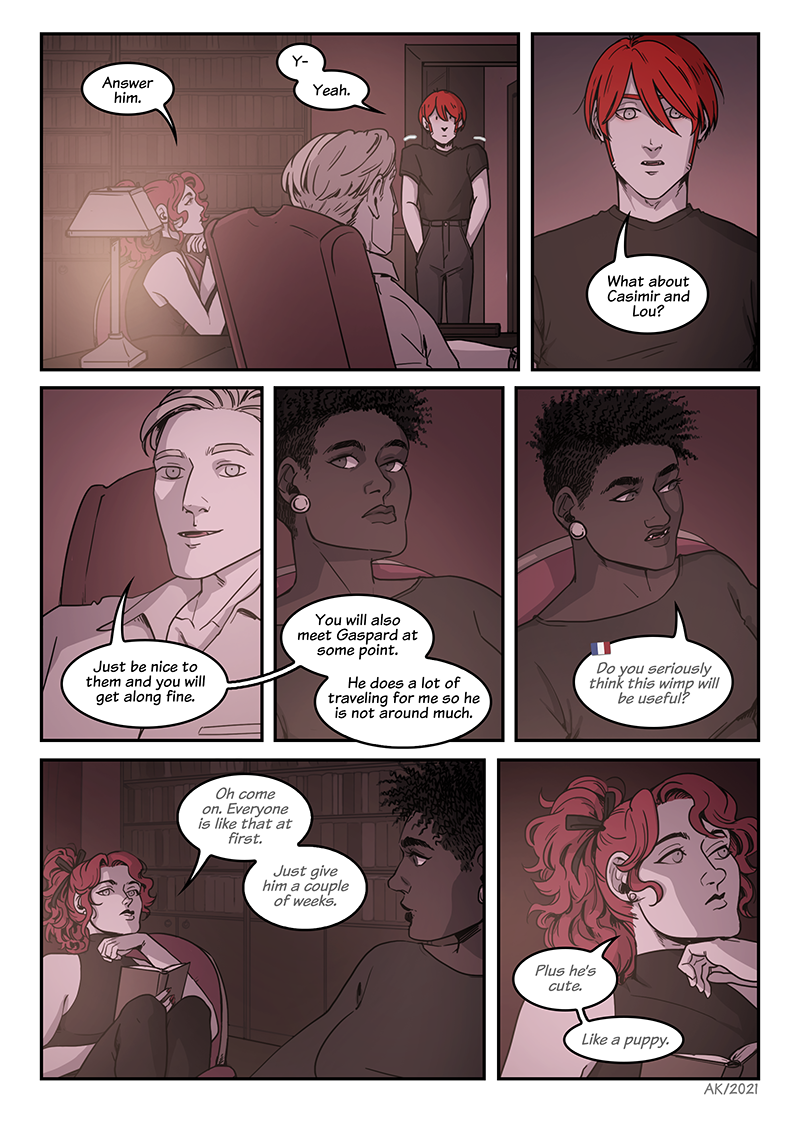 Answer
him.
Y-
Yeah.
What about
Casimir and
Lou?
Just be nice to
them and you will
get along fine.
You will also
meet Gaspard at
some point.
He does a lot of
traveling for me so he
is not around much.
Do you seriously
think this wimp will
be useful?
Oh come
on. Everyone
is like that at
first.
Just give
him a couple
of weeks.
Plus he's
cute.
Like a puppy.
AK/2021